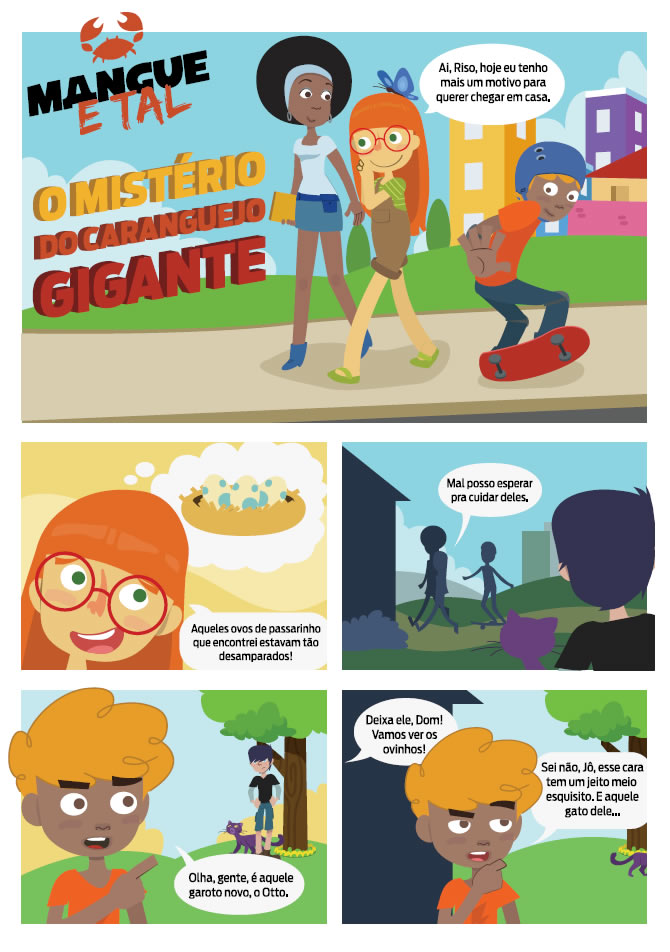 MANGUE
E TAL
O MISTÉRIO
DO CARANGUEJO
GIGANTE
Ai, Riso, hoje eu tenho
mais um motivo para
querer chegar em casa.
Aqueles ovos de passarinho
que encontrei estavam tão
desamparados!
Mal posso esperar
pra cuidar deles.
Olha, gente, é aquele
garoto novo, o Otto.
Deixa ele, Dom!
Vamos ver os
ovinhos!
Sei não, Jô, esse cara
tem um jeito meio
esquisito. E aquele
gato dele...